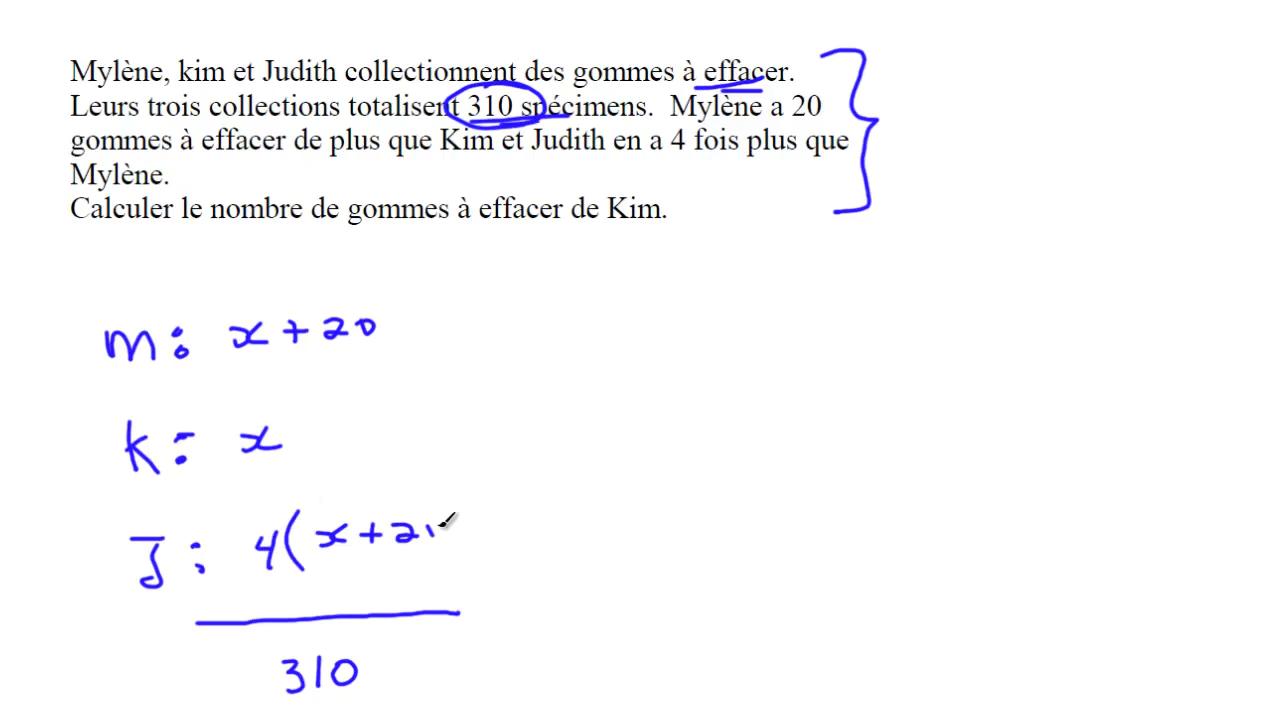 Mylène, kim et Judith collectionnent des gommes à effacer.
Leurs trois collections totalisent 310 spécimens. Mylène a 20
gommes à effacer de plus que Kim et Judith en a 4 fois plus que
Mylène.
Calculer le nombre de gommes à effacer de Kim.
m: x + 20
k: x
J: 4(x+2
310